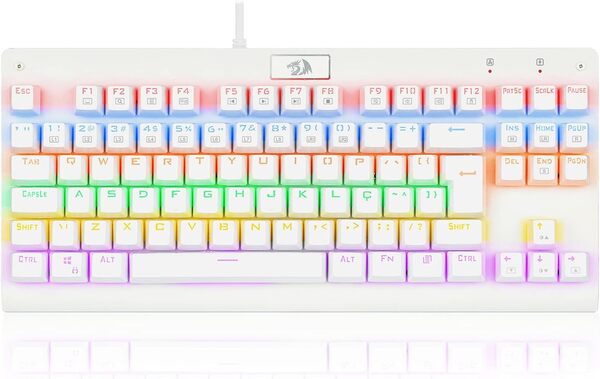 ESC F1 F2 F3 F4 F5 F6 F7 F8 F9 F10 F11 F12 PRTSC SCRLK PAUSE
' " 1! 2@ 3# 4$ 5% 6 7& 8* 9( 0) - = + INS HOME PGUP
TAB Q W E R T Y U I O P DEL END PGDN
CAPSLK A S D F G H J K L Ç ~ ^ ] }
SHIFT Z X C V B N M SHIFT
CTRL ALT ALT FN CTRL